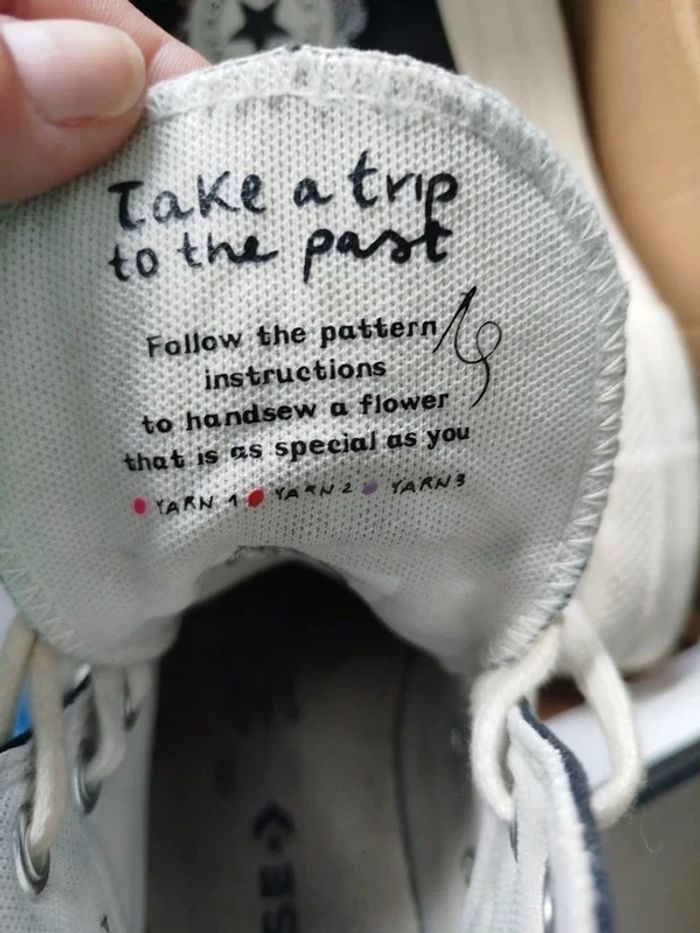 Take a trip
to the past
Follow the pattern
instructions
to handsew a flower
that is as special as you
YARN 1 YARN 2 YARN 3